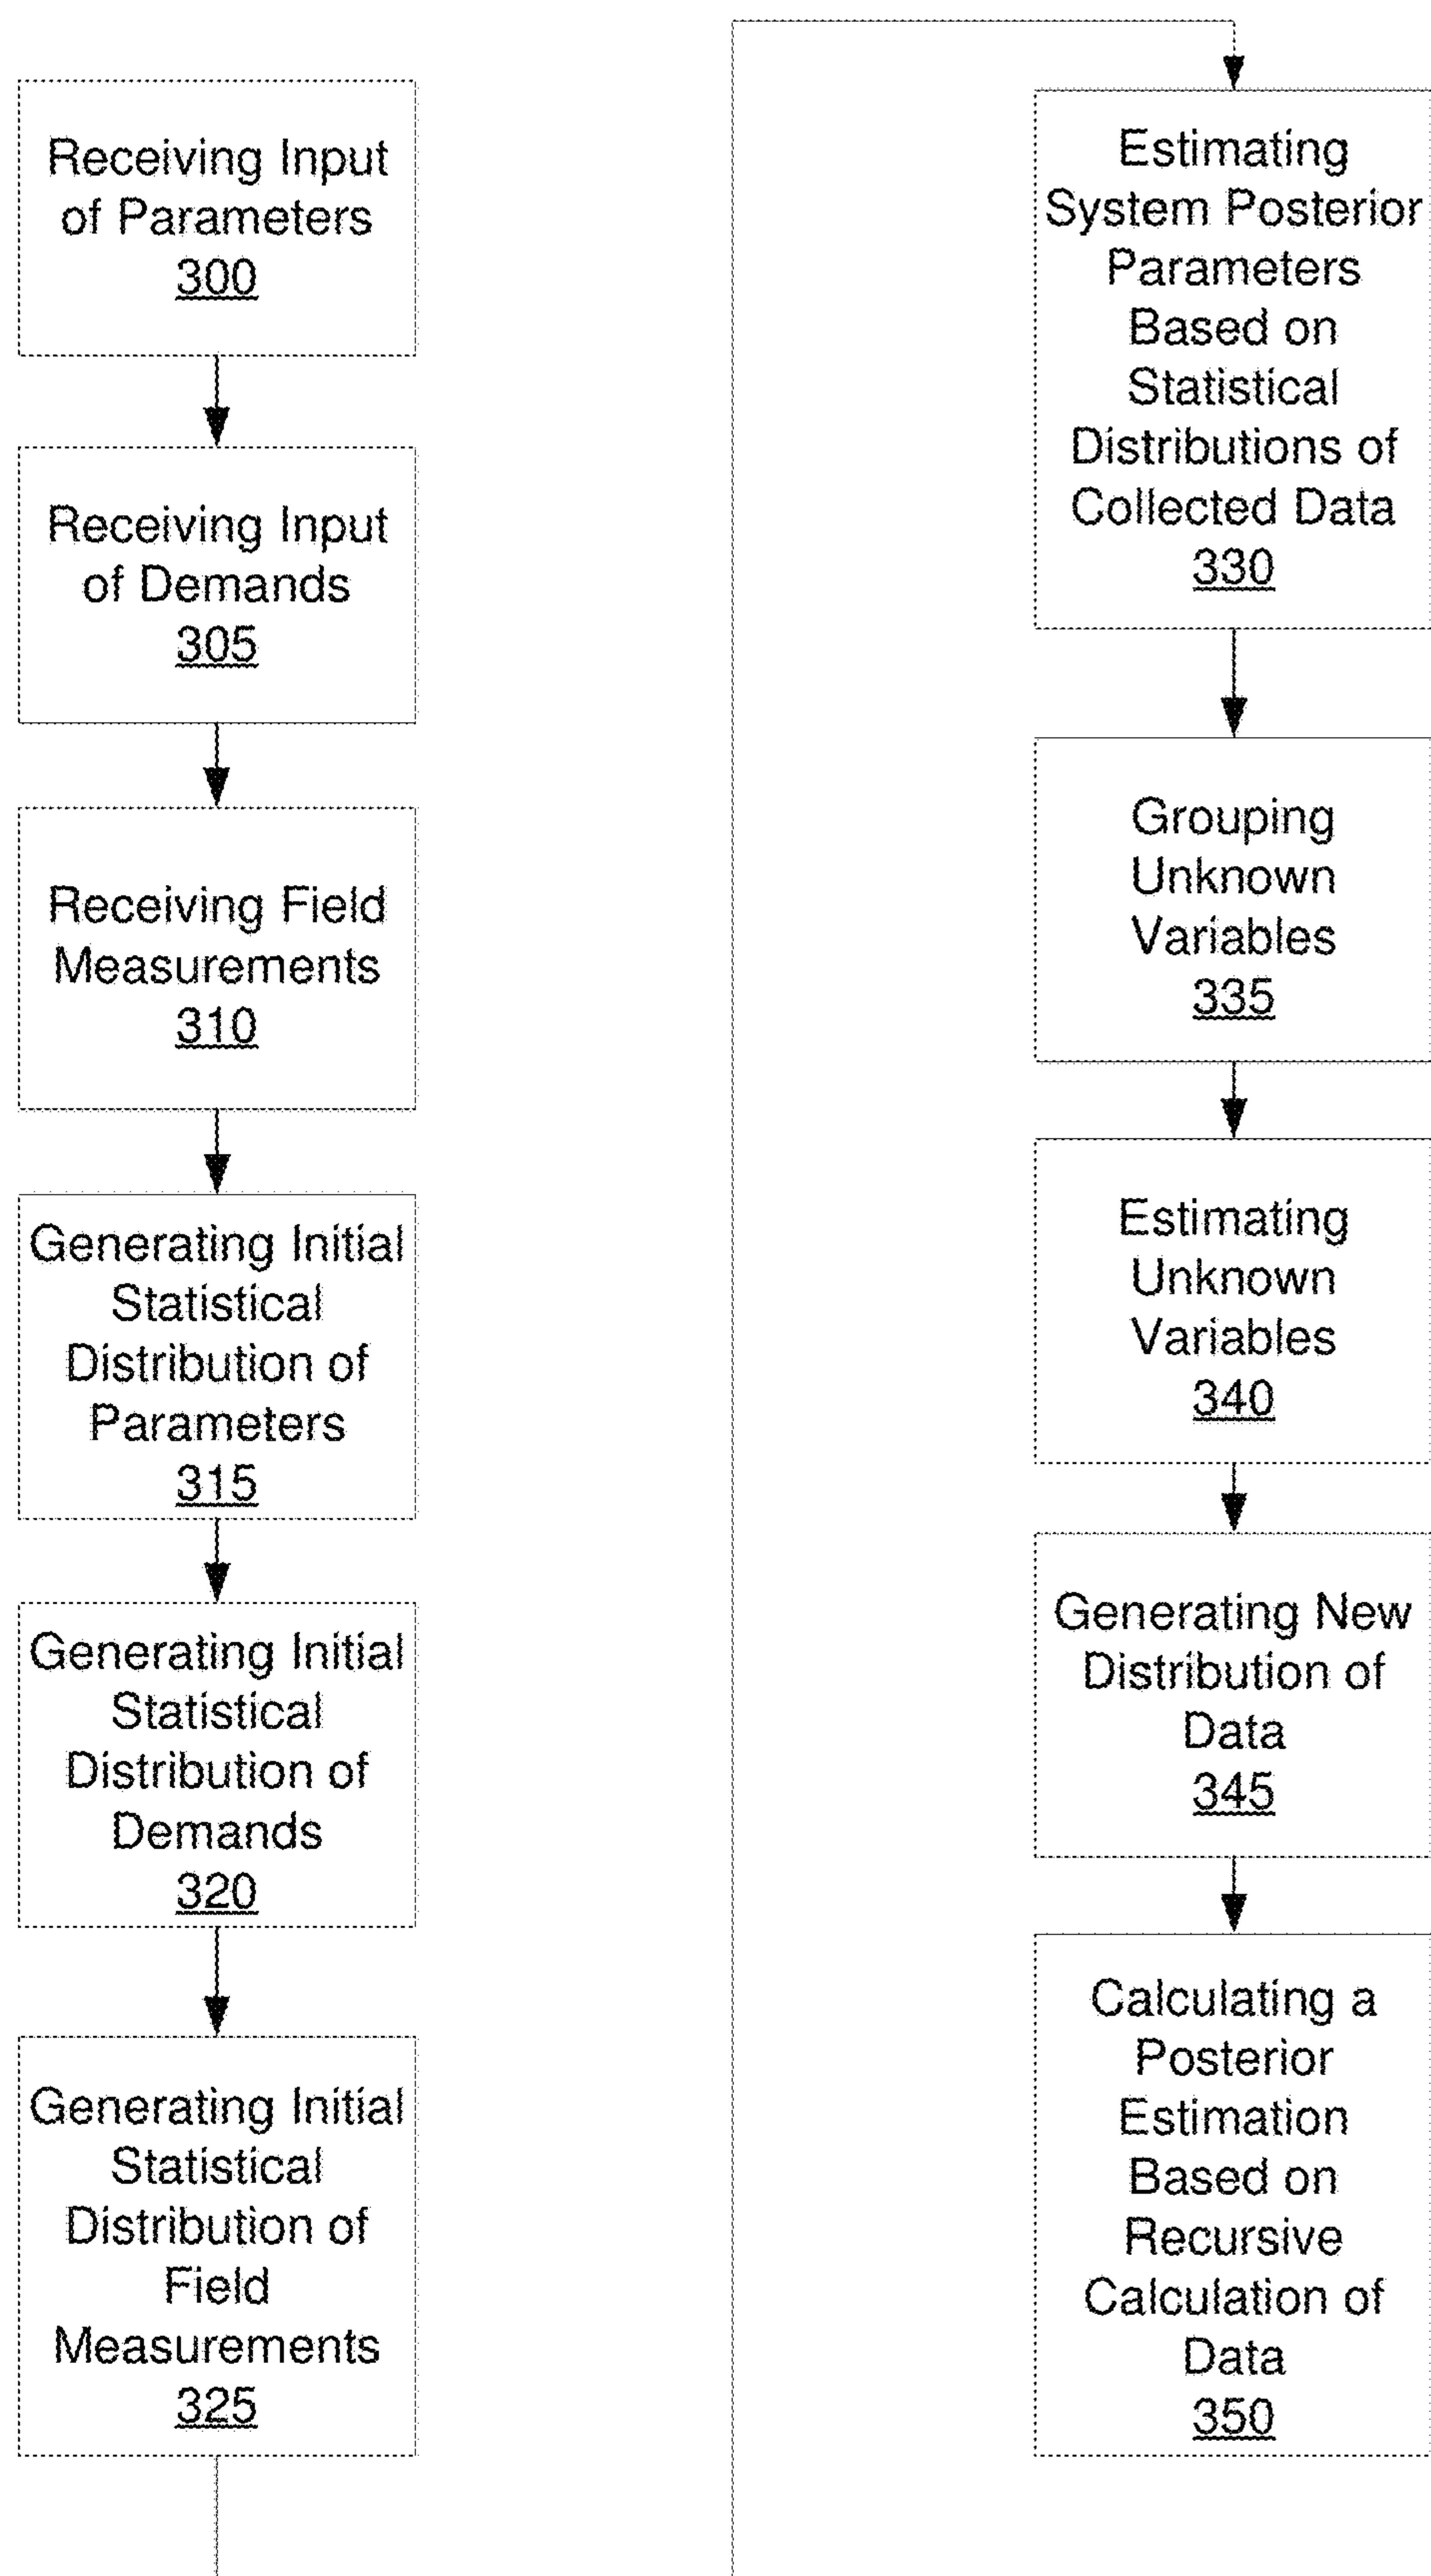 Receiving Input
of Parameters
300
Receiving Input
of Demands
305
Receiving Field
Measurements
310
Generating Initial
Statistical
Distribution of
Parameters
315
Generating Initial
Statistical
Distribution of
Demands
320
Generating Initial
Statistical
Distribution of
Field
Measurements
325
Estimating
System Posterior
Parameters
Based on
Statistical
Distributions of
Collected Data
330
Grouping
Unknown
Variables
335
Estimating
Unknown
Variables
340
Generating New
Distribution of
Data
345
Calculating a
Posterior
Estimation
Based on
Recursive
Calculation of
Data
350